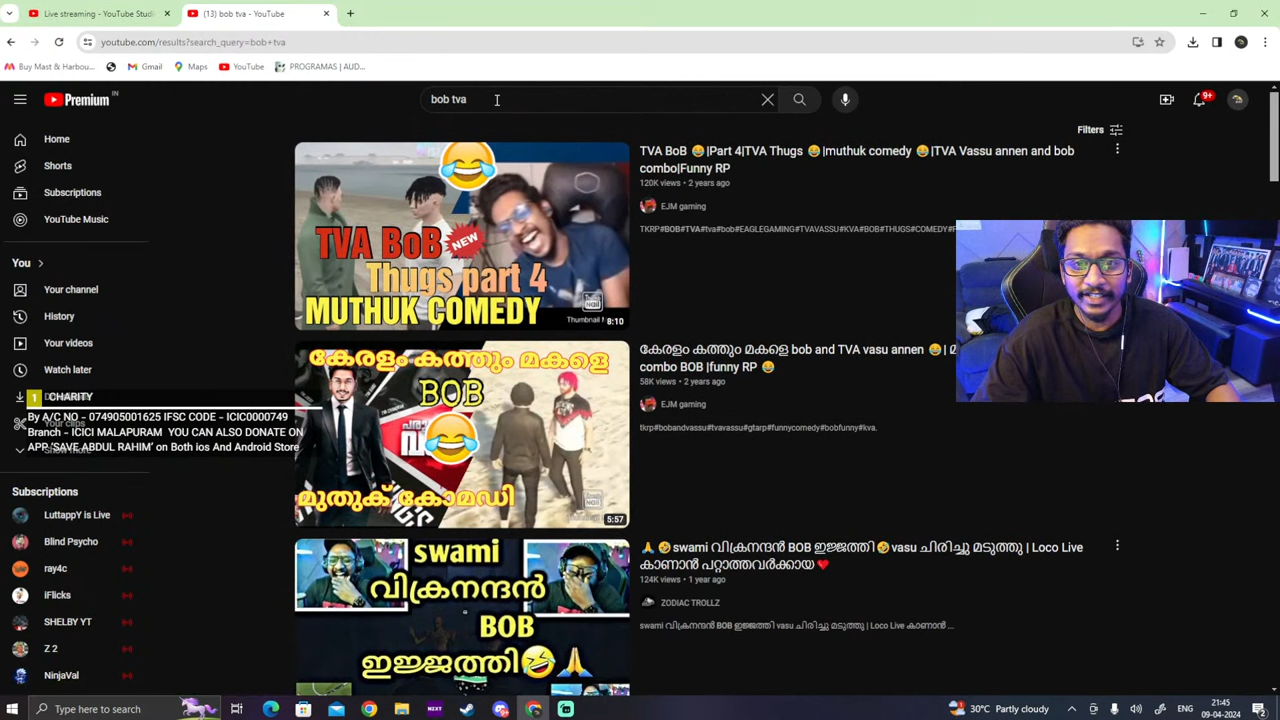 Live streaming - YouTube Studi
(13) bob tva - YouTube
youtube.com/results?search_query=bob+tva
Buy Mast & Harbou...
Gmail
Maps
YouTube
PROGRAMAS | AUD...
Premium IN
bob tva
9+
Filters
Home
Shorts
Subscriptions
YouTube Music
You
Your channel
History
Your videos
Watch later
1 CHARITY
By A/C NO - 074905001625 IFSC CODE - ICIC0000749
Branch - ICICI MALAPURAM YOU CAN ALSO DONATE ON
APP 'SAVE ABDUL RAHIM' on Both ios And Android Store
Your clips
Subscriptions
LuttappY is Live
Blind Psycho
ray4c
iFlicks
SHELBY YT
Z 2
NinjaVal
TVA BoB NEW
Thugs part 4
MUTHUK COMEDY
8:10
TVA BoB 😂|Part 4|TVA Thugs 😂|muthuk comedy 😂|TVA Vassu annen and bob
combo|Funny RP
120K views • 2 years ago
EJM gaming
TKRP#BOB#TVA#tva#bob#EAGLEGAMING#TVAVASSU#KVA#BOB#THUGS#COMEDY#F
കേരളം കത്തും മകളെ
BOB
മുതുക് കോമഡി
5:57
കേരളം കത്തും മകളെ bob and TVA vasu annen 😂|
combo BOB |funny RP 😂
58K views • 2 years ago
EJM gaming
tkrp#bobandvassu#tvavassu#gtarp#funnycomedy#bobfunny#kva.
swami
വിക്രനന്ദൻ
BOB
ഇജ്ജത്തി🤣🙏
🙏🤣swami വിക്രനന്ദൻ BOB ഇജ്ജത്തി🤣vasu ചിരിച്ചു മടുത്തു | Loco Live
കാണാൻ പറ്റാത്തവർക്കായ❤️
124K views • 1 year ago
ZODIAC TROLLZ
swami വിക്രനന്ദൻ BOB ഇജ്ജത്തി vasu ചിരിച്ചു മടുത്തു | Loco Live കാണാൻ ...
Type here to search
NZXT
30°C Partly cloudy
ENG
21:45
09-04-2024
2